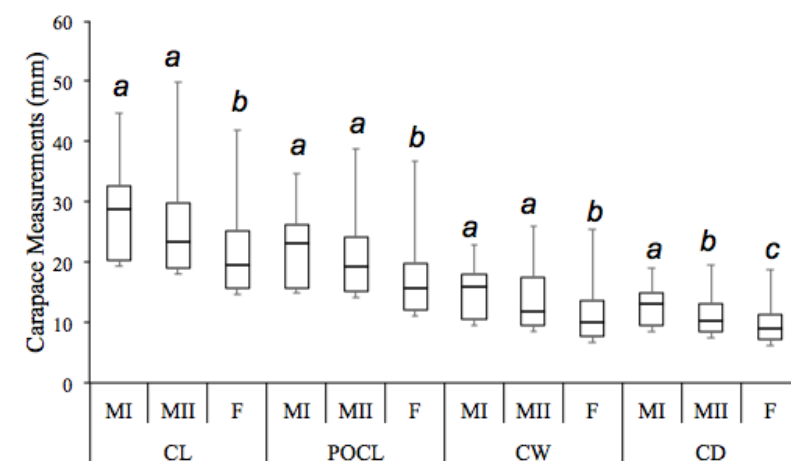 Carapace Measurements (mm)
60
50
40
30
20
10
0
a
a
b
a
a
b
a
a
b
a
b
c
MI MII F MI MII F MI MII F MI MII F
CL POCL CW CD